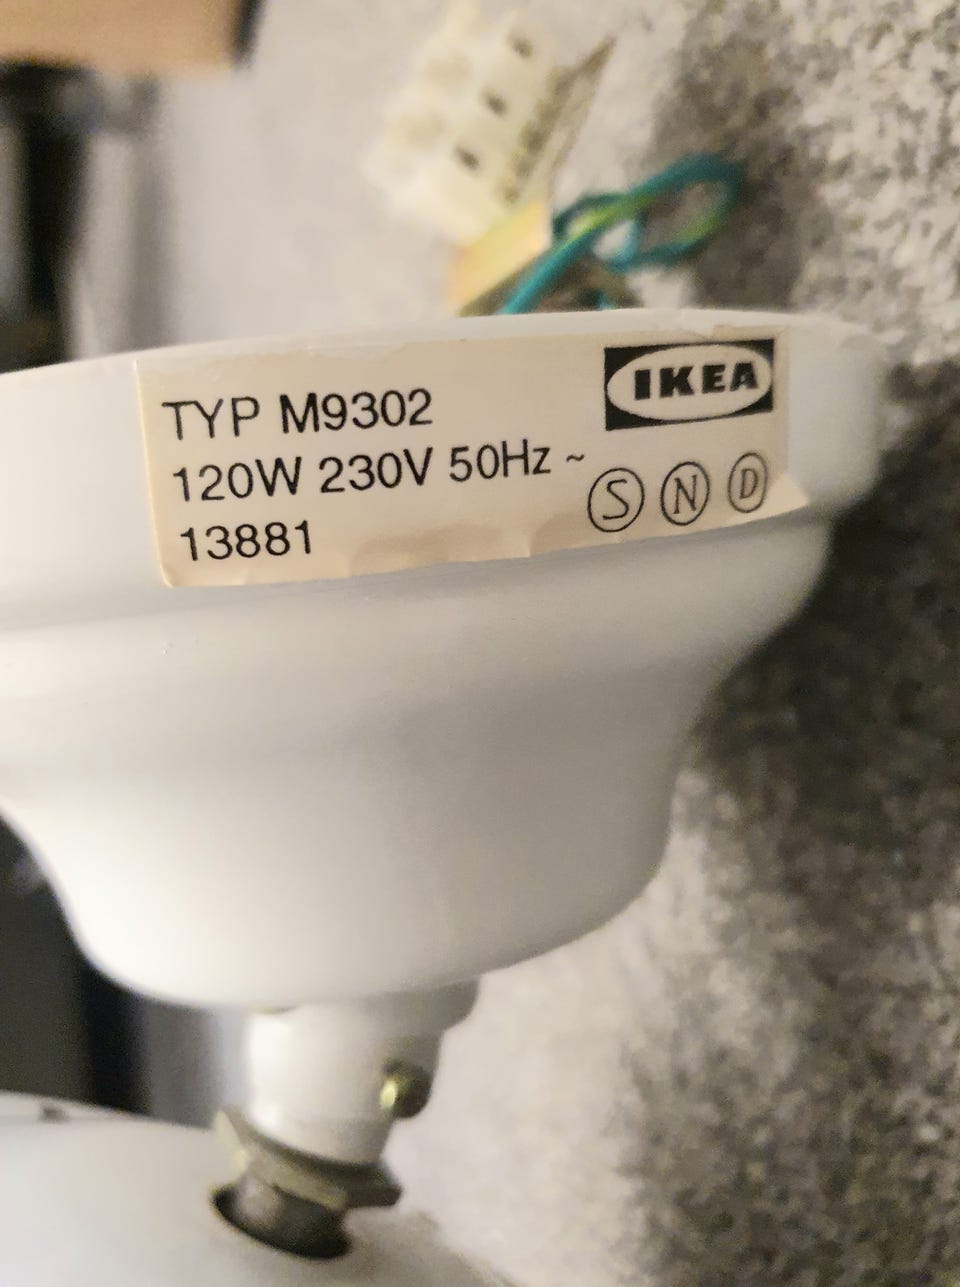 IKEA
TYP M9302
120W 230V 50Hz ~
13881
S N D